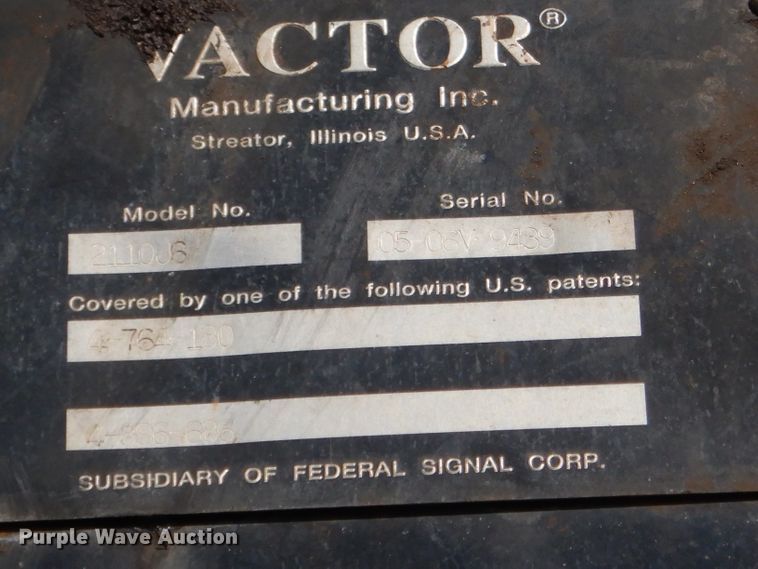 VACTOR®
Manufacturing Inc.
Streator, Illinois U.S.A.
Model No.
Serial No.
2110J6
05-08V-9439
Covered by one of the following U.S. patents:
4-764-180
SUBSIDIARY OF FEDERAL SIGNAL CORP.
Purple Wave Auction